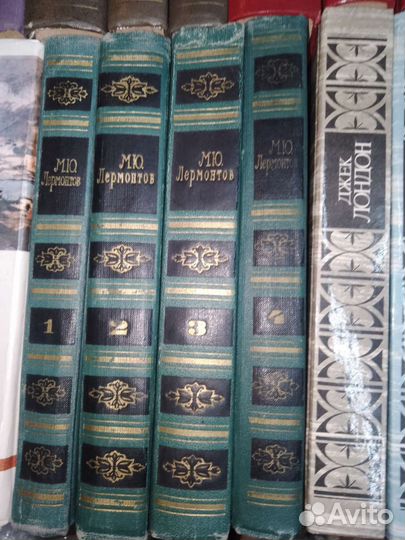 М.Ю.
Лермонтов
1
М.Ю.
Лермонтов
2
М.Ю.
Лермонтов
3
М.Ю.
Лермонтов
4
ДЖЕК
ЛОНДОН
Avito